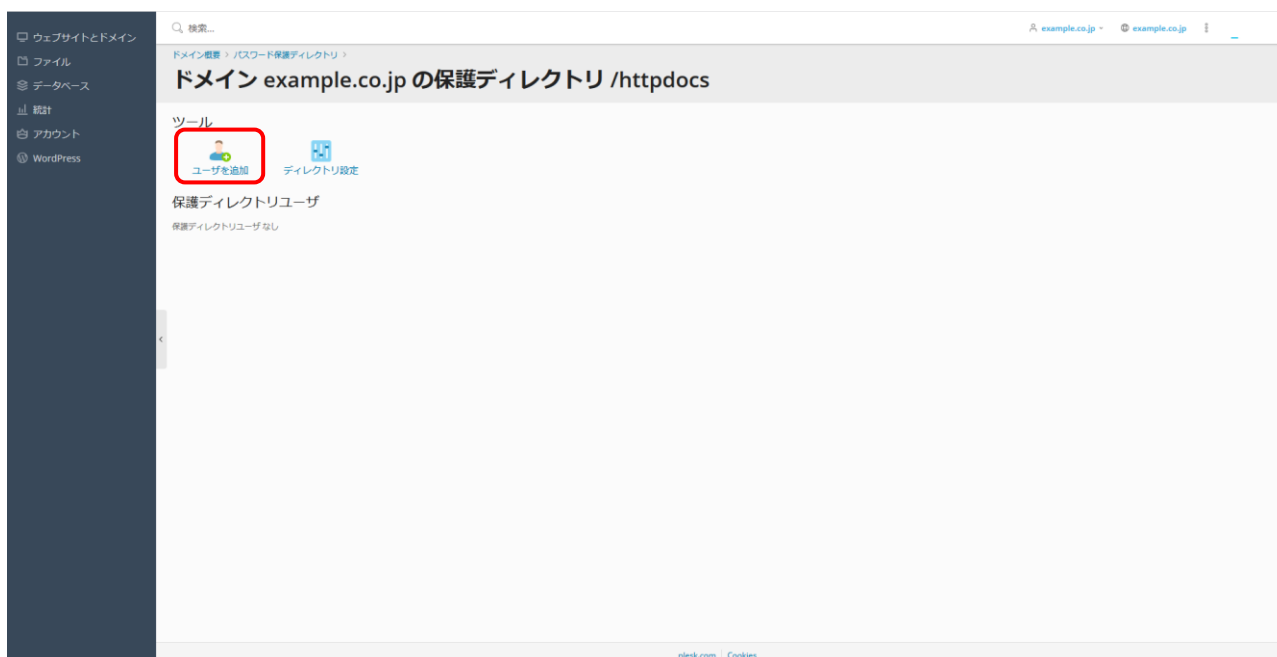 ウェブサイトとドメイン
ファイル
データベース
統計
アカウント
WordPress
検索...
example.co.jp
example.co.jp
ドメイン概要 › パスワード保護ディレクトリ ›
ドメイン example.co.jp の保護ディレクトリ /httpdocs
ツール
ユーザを追加
ディレクトリ設定
保護ディレクトリユーザ
保護ディレクトリユーザなし
plesk.com
Cookies